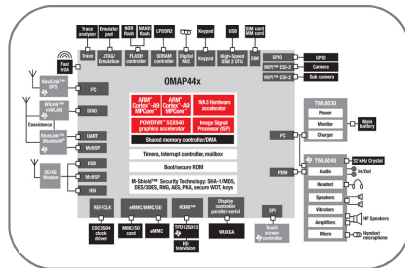 Trace analyzer
Emulator pod
NOR flash
NAND flash
LPDDR2
Digital MIC
Keypad
Keypad
USB
SIM card MM card
Trace
JTAG/Emulation
FLASH controller
SDRAM controller
High-Speed USB 2 OTG
SIM
Fast IrDA
GPIO
GPIO
MIPI™ CSI-2
Camera
MIPI™ CSI-2
Sub camera
OMAP44x
NaviLink™ GPS
I²C
WiLink™ mWLAN
SDIO
Coexistence
BlueLink™ Bluetooth®
UART
McBSP
3G/4G Modem
USB
McBSP
HSI
ARM® Cortex™-A9 MPCore™
ARM® Cortex™-A9 MPCore™
IVA3 Hardware accelerator
POWERVR™ SGX540 graphics accelerator
Image Signal Processor (ISP)
Shared memory controller/DMA
Timers, Interrupt controller, mailbox
Boot/secure ROM
M-Shield™ Security Technology: SHA-1/MD5, DES/3DES, RNG, AES, PKA, secure WDT, keys
I²C
PDM
TWL6030
Power
Monitor
Charger
Main battery
TWL6040
32 kHz Crystal
Audio
In/Out
Headset
Speakers
Vibrators
Amplifiers
HF Speakers
Micro
Handset microphone
REF/CLK
eMMC/MMC/SD
HDMI™
Display controller parallel-serial
SPI
CDC3S04 clock driver
MMC/SD card
eMMC
TPD12S015
HD television
WUXGA
Touch screen controller